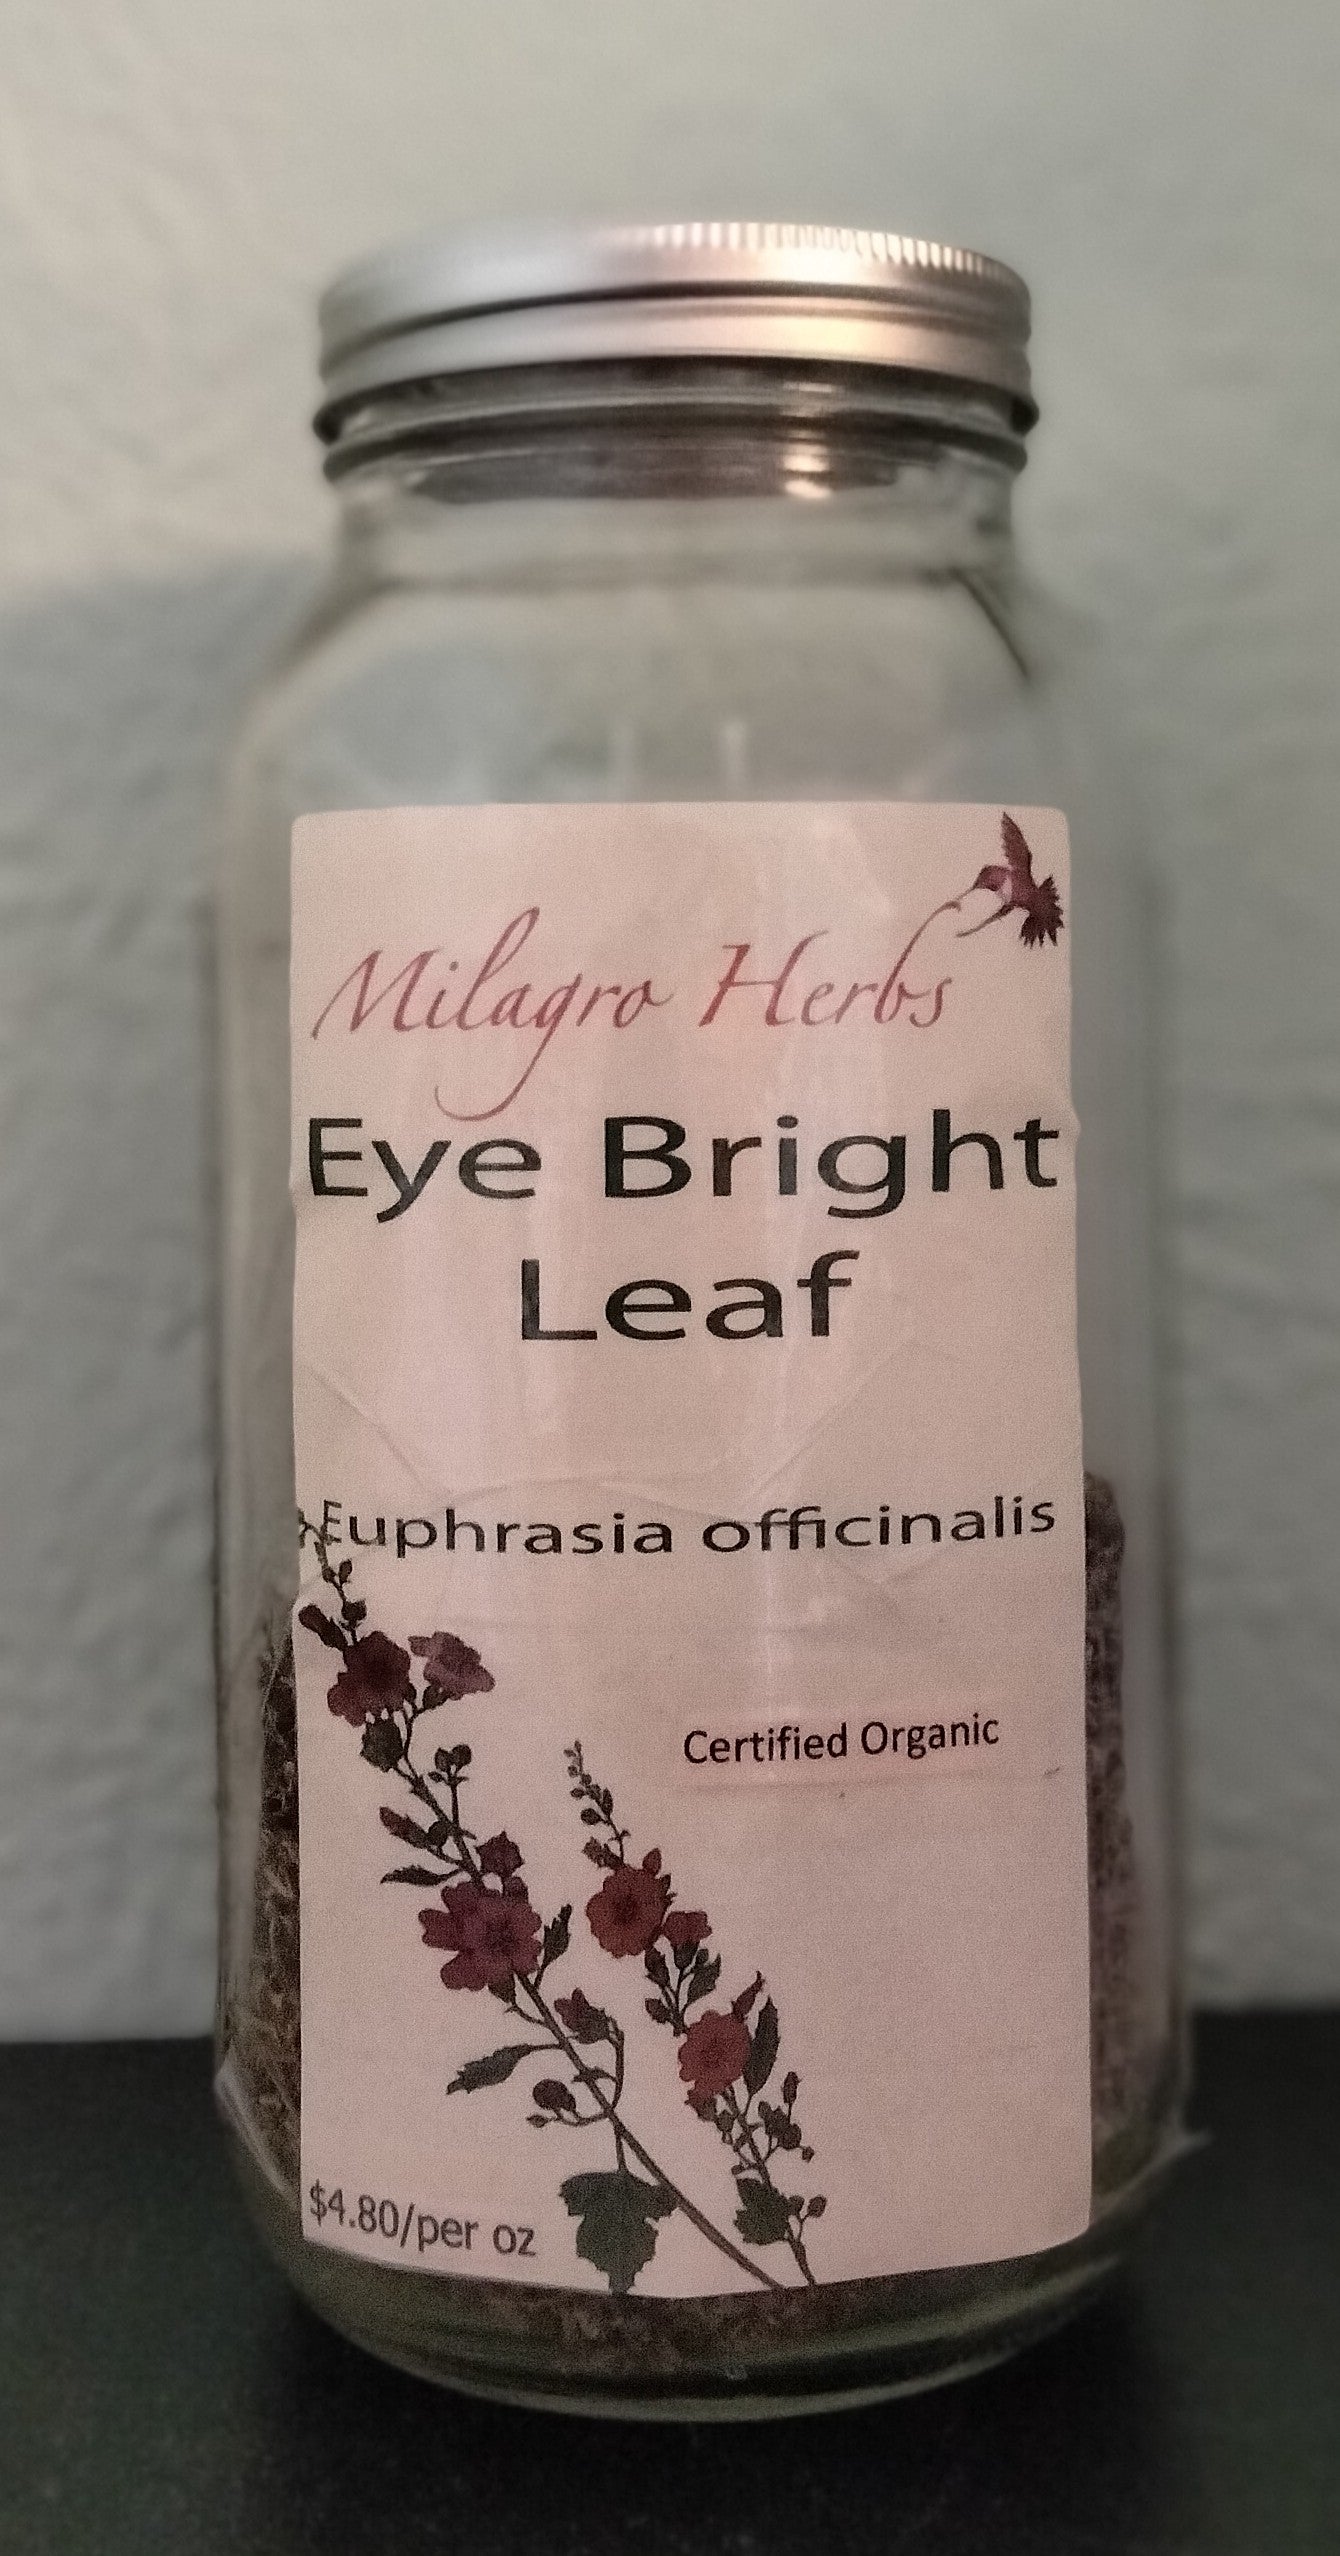 Milagro Herbs
Eye Bright
Leaf
Euphrasia officinalis
Certified Organic
$4.80/per oz